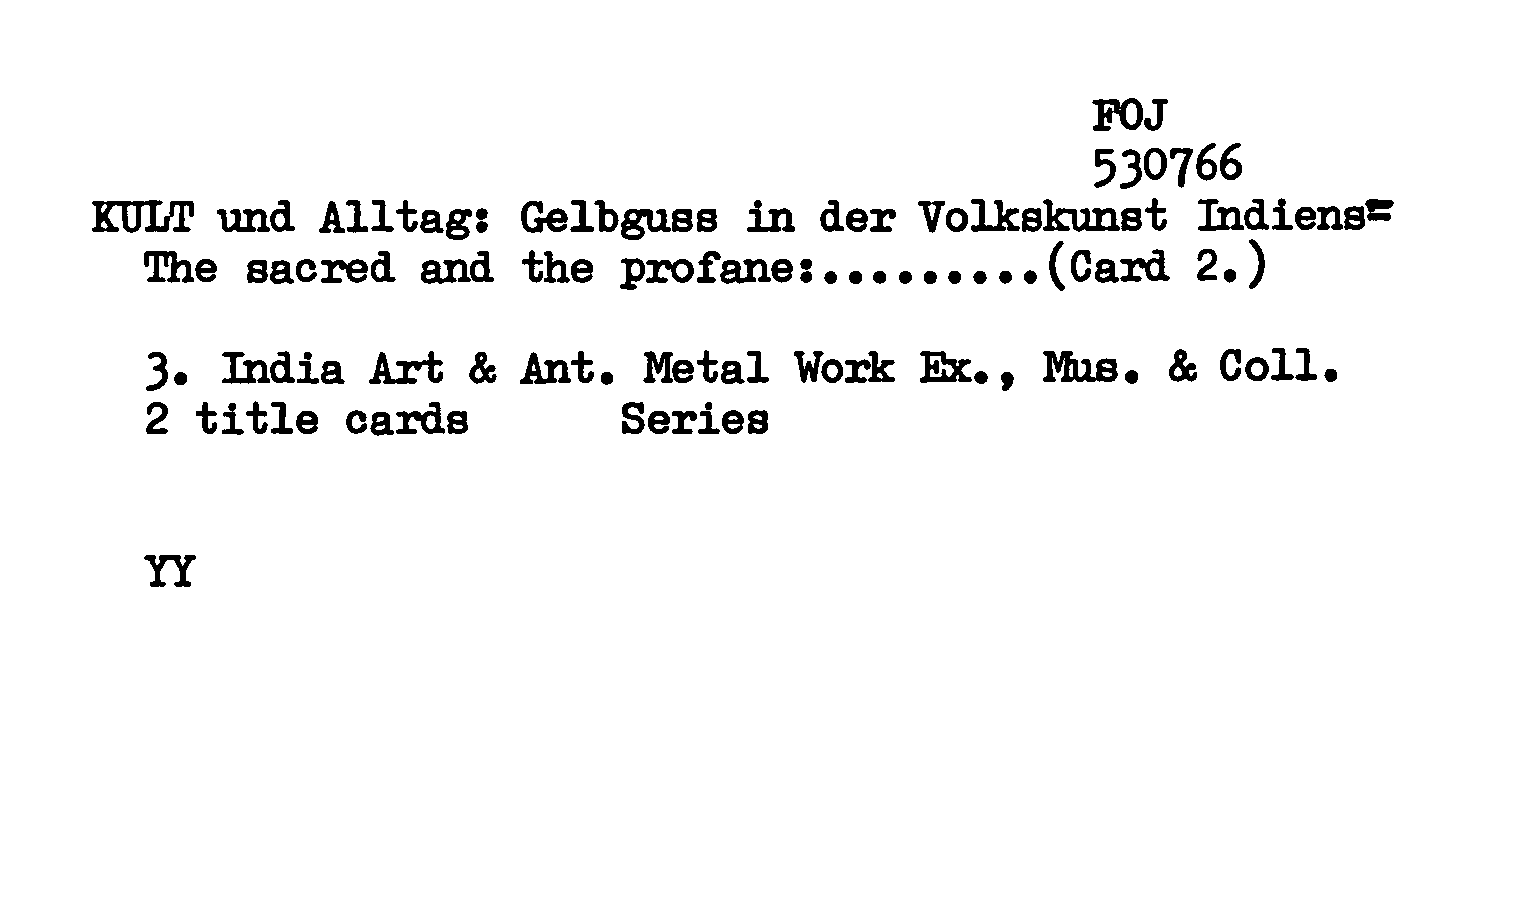 FOJ
530766
KULT und Alltag: Gelbguss in der Volkskunst Indiens=
The sacred and the profane:.........(Card 2.)
3. India Art & Ant. Metal Work Ex., Mus. & Coll.
2 title cards Series
YY